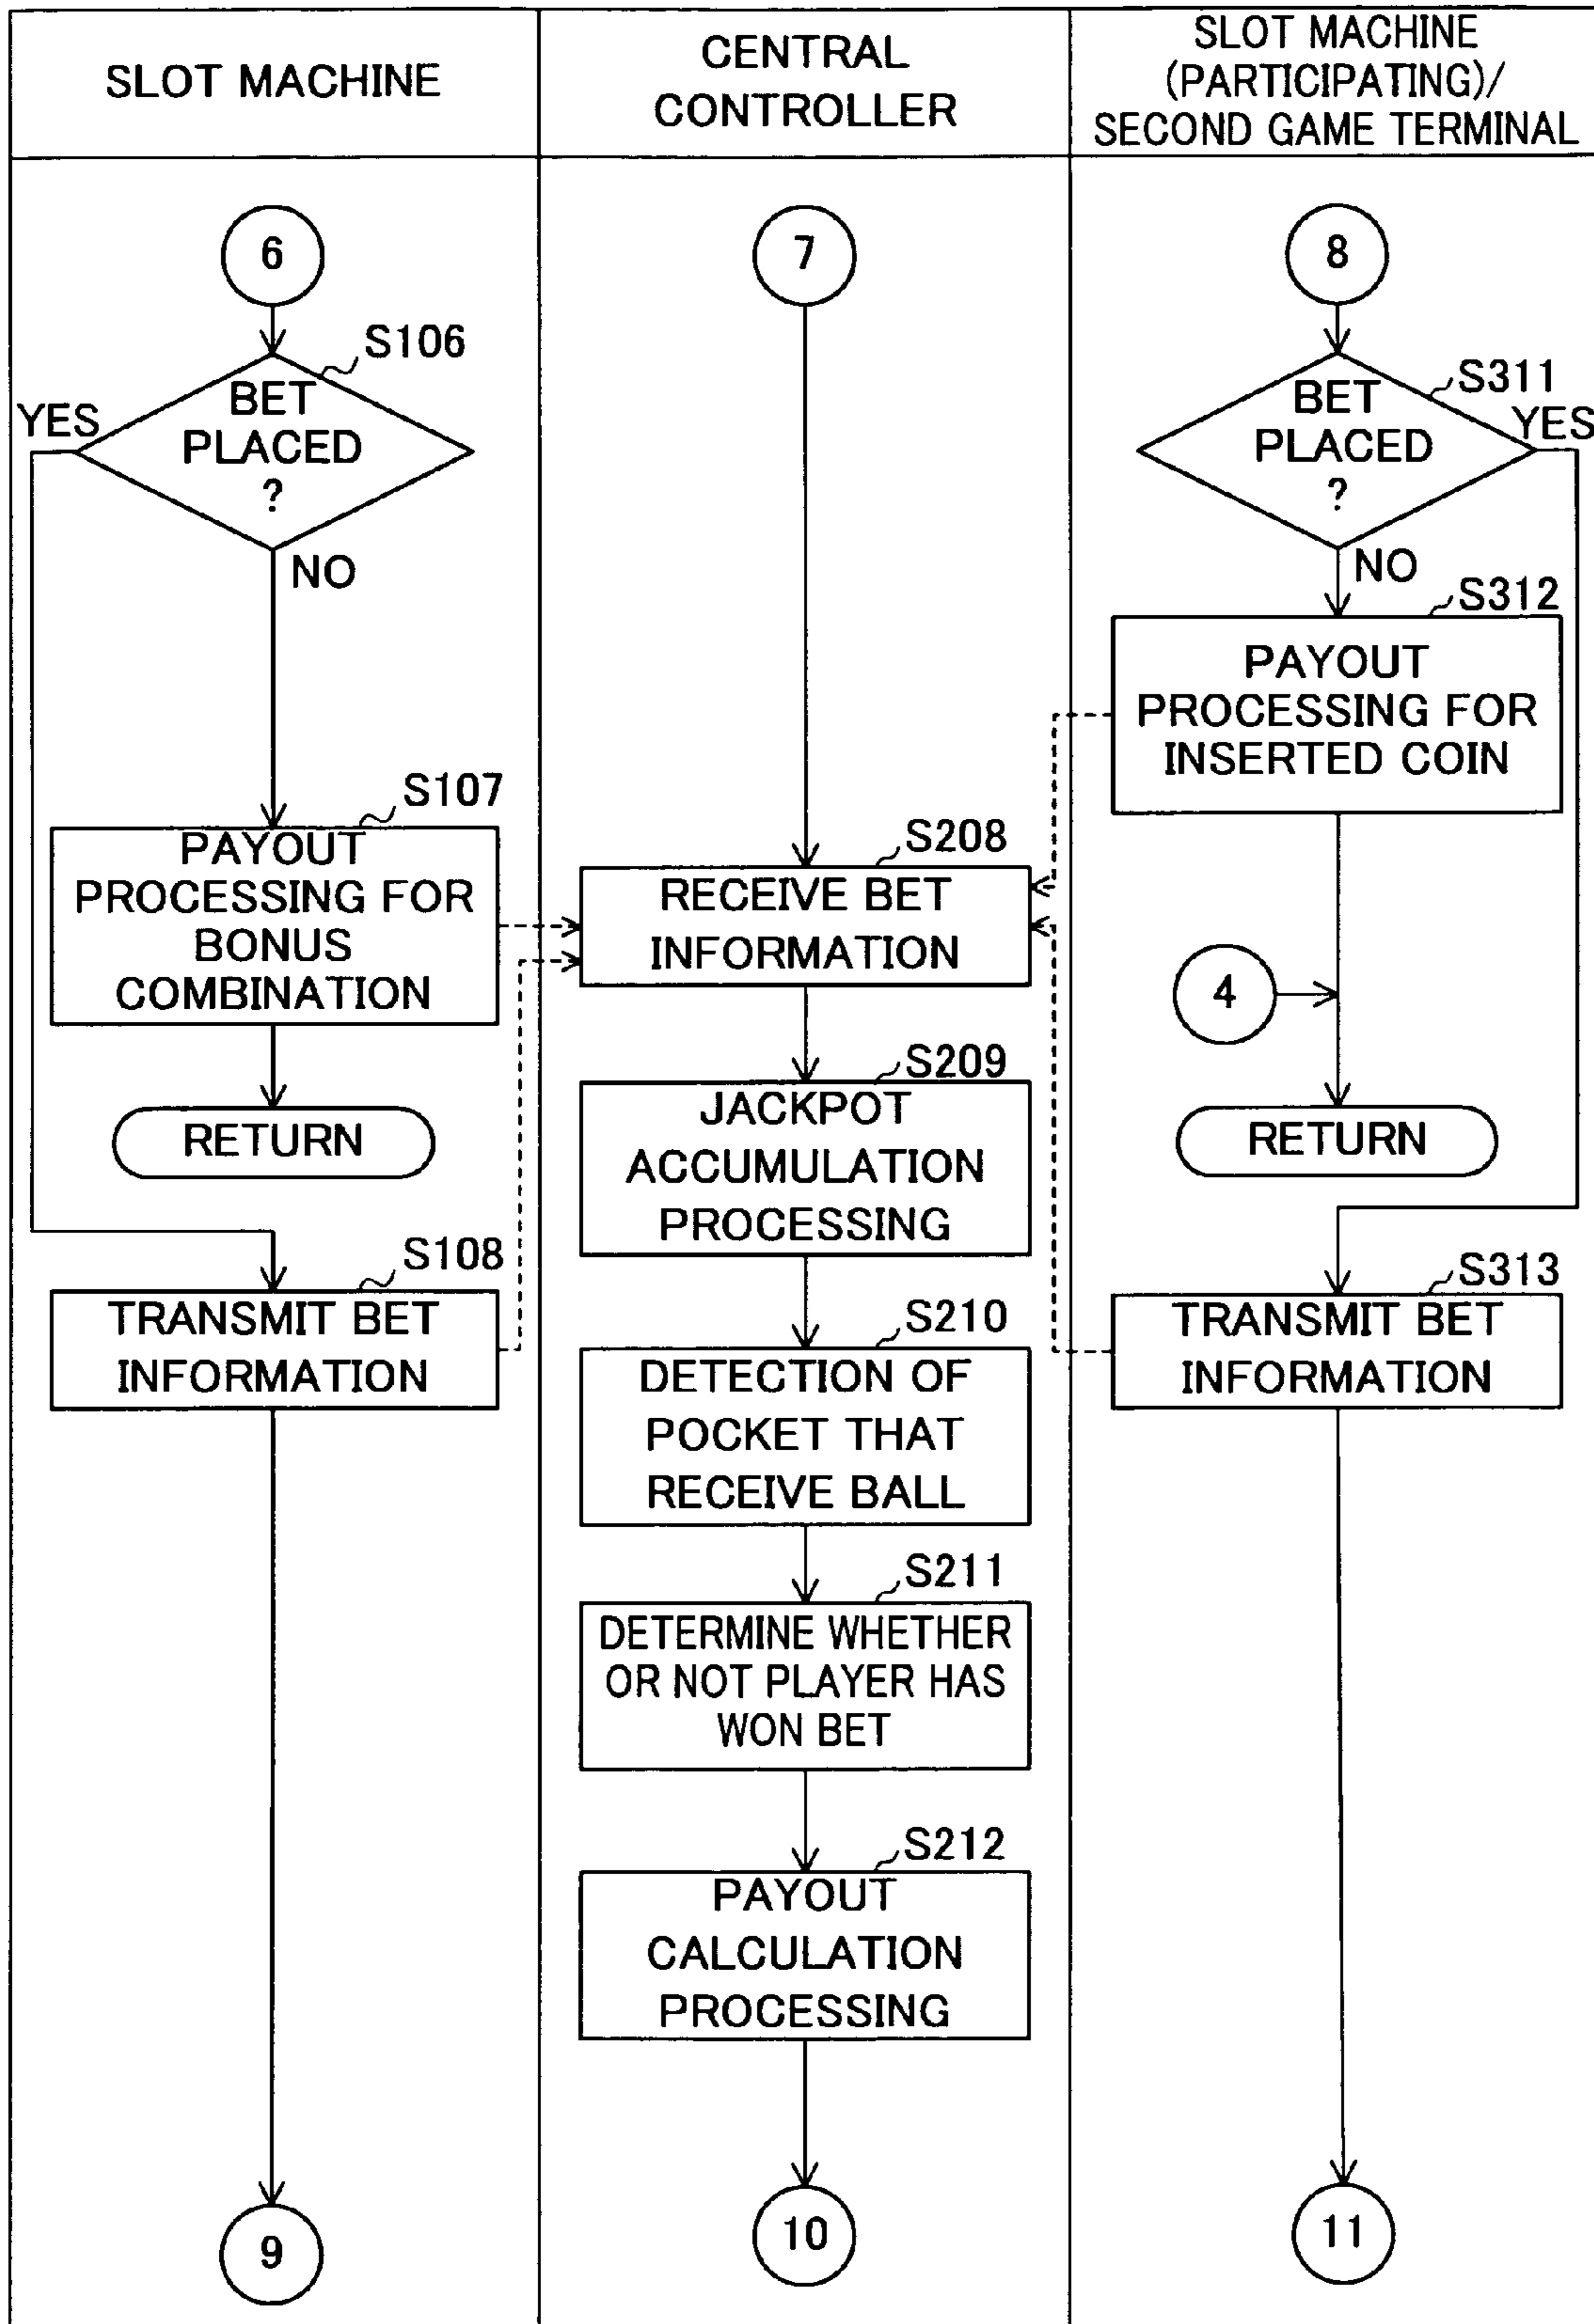 SLOT MACHINE
CENTRAL
CONTROLLER
SLOT MACHINE
(PARTICIPATING)/
SECOND GAME TERMINAL
6
S106
BET
PLACED
?
YES
NO
S107
PAYOUT
PROCESSING FOR
BONUS
COMBINATION
RETURN
S108
TRANSMIT BET
INFORMATION
9
7
S208
RECEIVE BET
INFORMATION
S209
JACKPOT
ACCUMULATION
PROCESSING
S210
DETECTION OF
POCKET THAT
RECEIVE BALL
S211
DETERMINE WHETHER
OR NOT PLAYER HAS
WON BET
S212
PAYOUT
CALCULATION
PROCESSING
10
8
S311
BET
PLACED
?
YES
NO
S312
PAYOUT
PROCESSING FOR
INSERTED COIN
4
RETURN
S313
TRANSMIT BET
INFORMATION
11